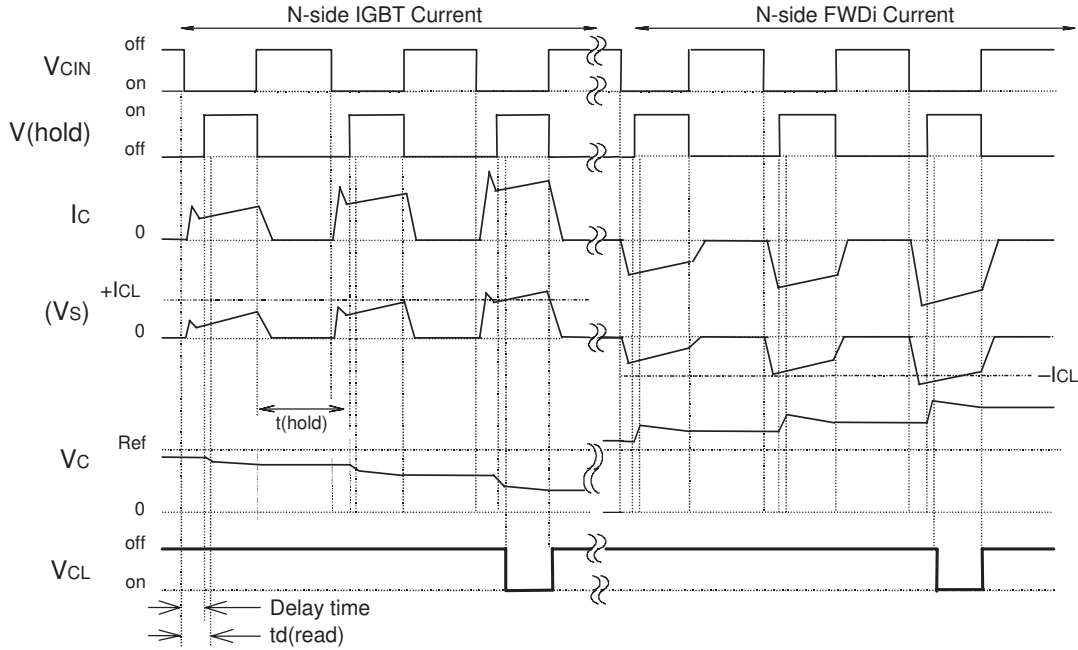 N-side IGBT Current
N-side FWDi Current
off
VCIN
on
on
V(hold)
off
IC
0
+ICL
(VS)
0
–ICL
t(hold)
Ref
VC
0
off
VCL
on
Delay time
td(read)